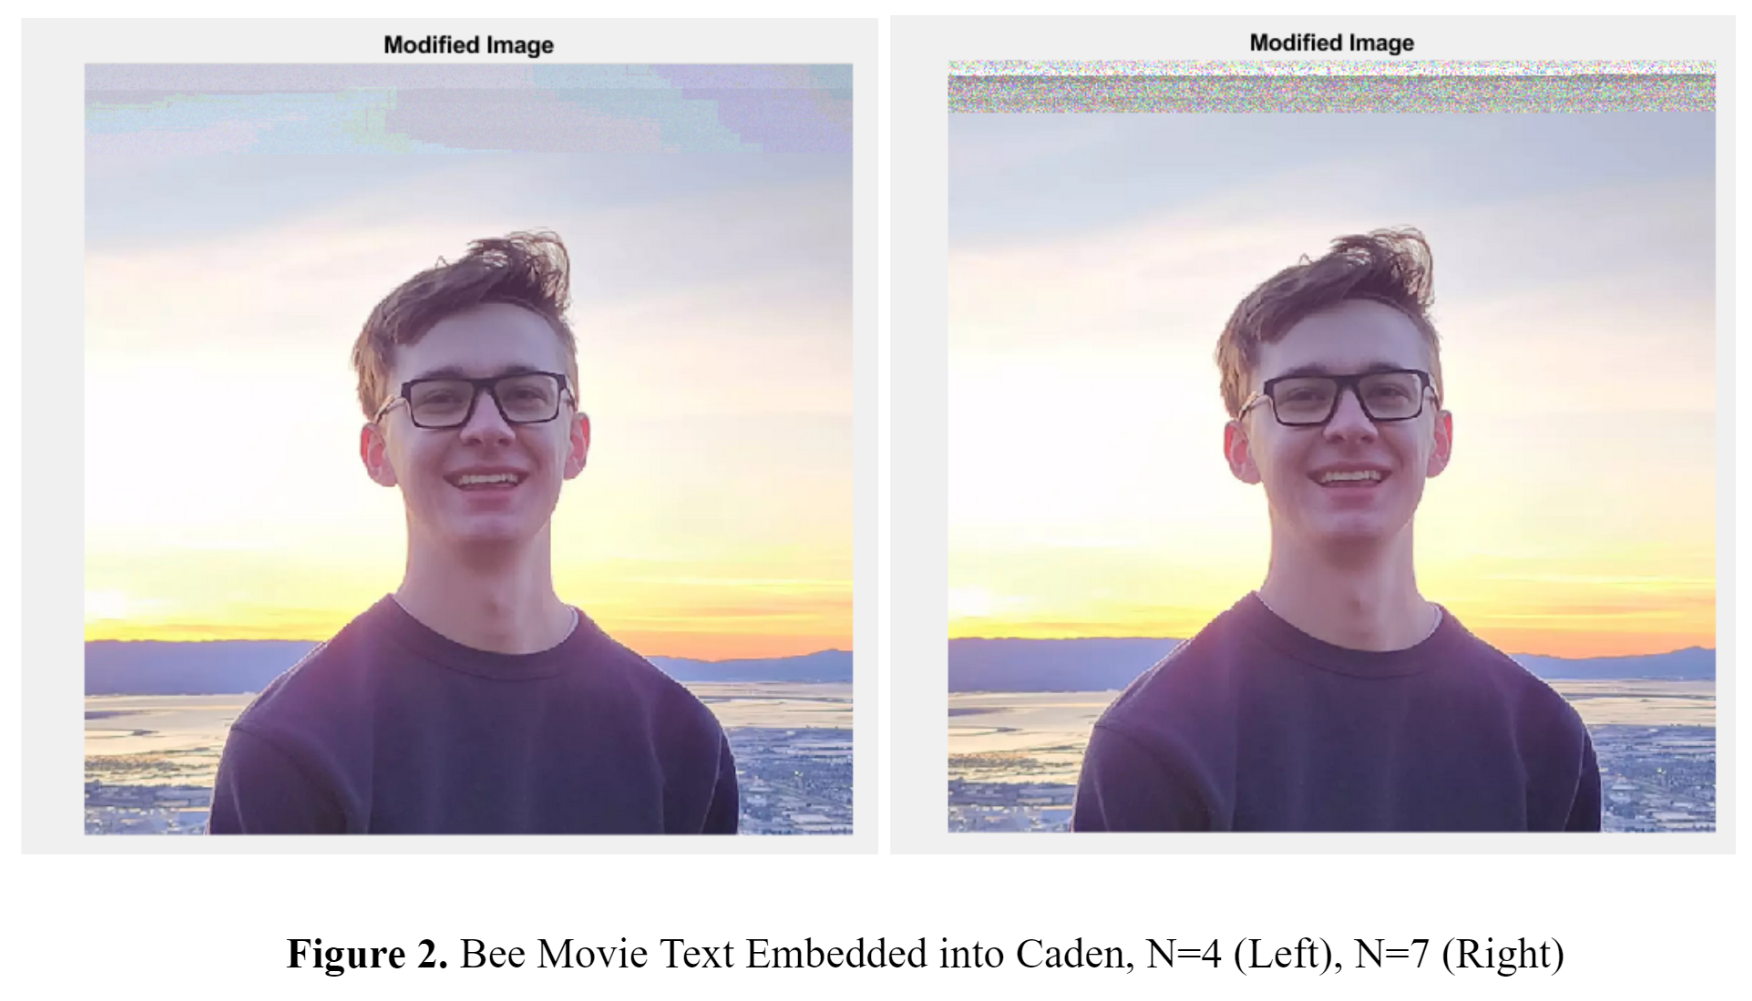 Modified Image
Modified Image
Figure 2. Bee Movie Text Embedded into Caden, N=4 (Left), N=7 (Right)